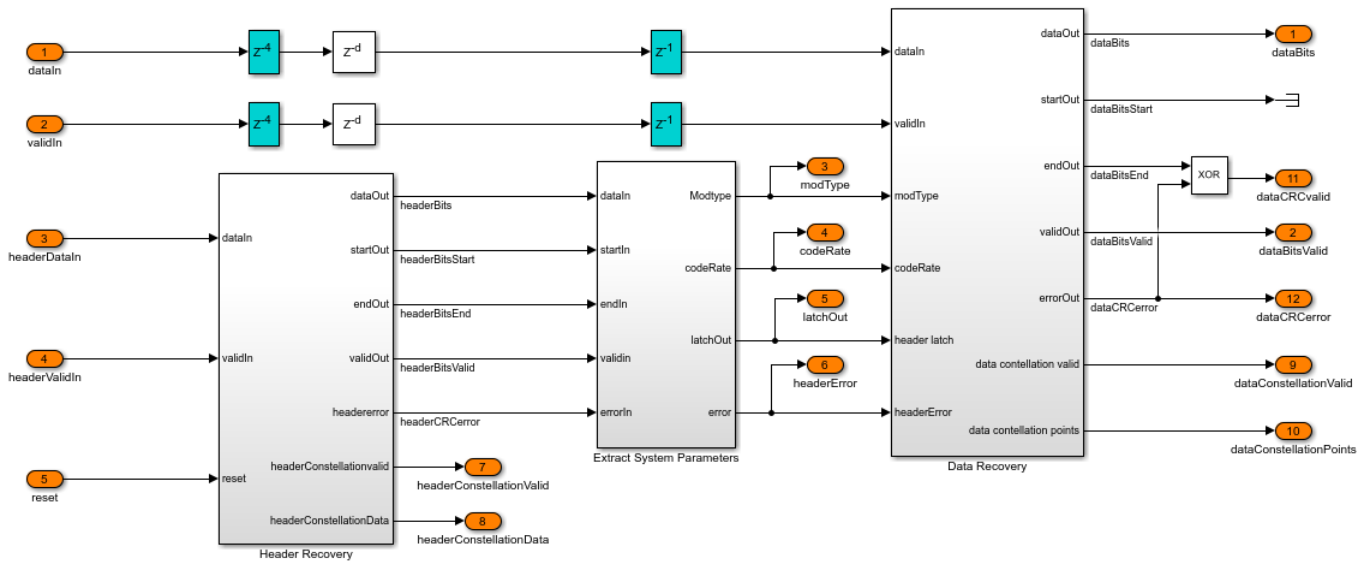 1
dataIn
Z-4
Z-d
Z-1
2
validIn
Z-4
Z-d
Z-1
3
headerDataIn
4
headerValidIn
5
reset
dataIn
validIn
reset
dataOut
startOut
endOut
validOut
headererror
headerConstellationvalid
headerConstellationData
Header Recovery
headerBits
headerBitsStart
headerBitsEnd
headerBitsValid
headerCRCerror
7
headerConstellationValid
8
headerConstellationData
dataIn
startIn
endIn
validin
errorIn
Modtype
codeRate
latchOut
error
Extract System Parameters
3
modType
4
codeRate
5
latchOut
6
headerError
dataIn
validIn
modType
codeRate
header latch
headerError
dataOut
startOut
endOut
validOut
errorOut
data contellation valid
data contellation points
Data Recovery
dataBits
dataBitsStart
dataBitsEnd
dataBitsValid
dataCRCerror
XOR
1
dataBits
11
dataCRCvalid
2
dataBitsValid
12
dataCRCerror
9
dataConstellationValid
10
dataConstellationPoints